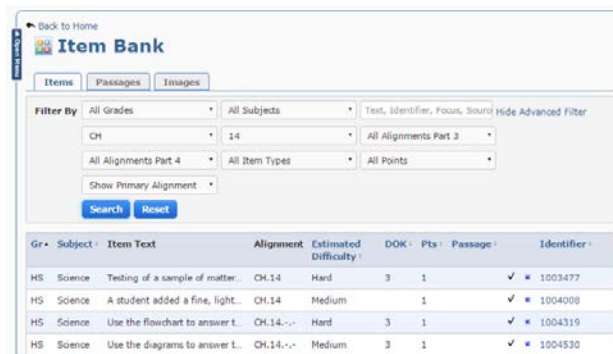 Back to Home
Open Menu
Item Bank
Items Passages Images
Filter By All Grades All Subjects Text, Identifier, Focus, Sourc Hide Advanced Filter
CH 14 All Alignments Part 3
All Alignments Part 4 All Item Types All Points
Show Primary Alignment
Search Reset
Gr Subject Item Text Alignment Estimated Difficulty DOK Pts Passage Identifier
HS Science Testing of a sample of matter... CH.14 Hard 3 1 1003477
HS Science A student added a fine, light... CH.14 Medium 1 1004008
HS Science Use the flowchart to answer t... CH.14.-.- Hard 3 1 1004319
HS Science Use the diagrams to answer t... CH.14.-.- Medium 3 1 1004530